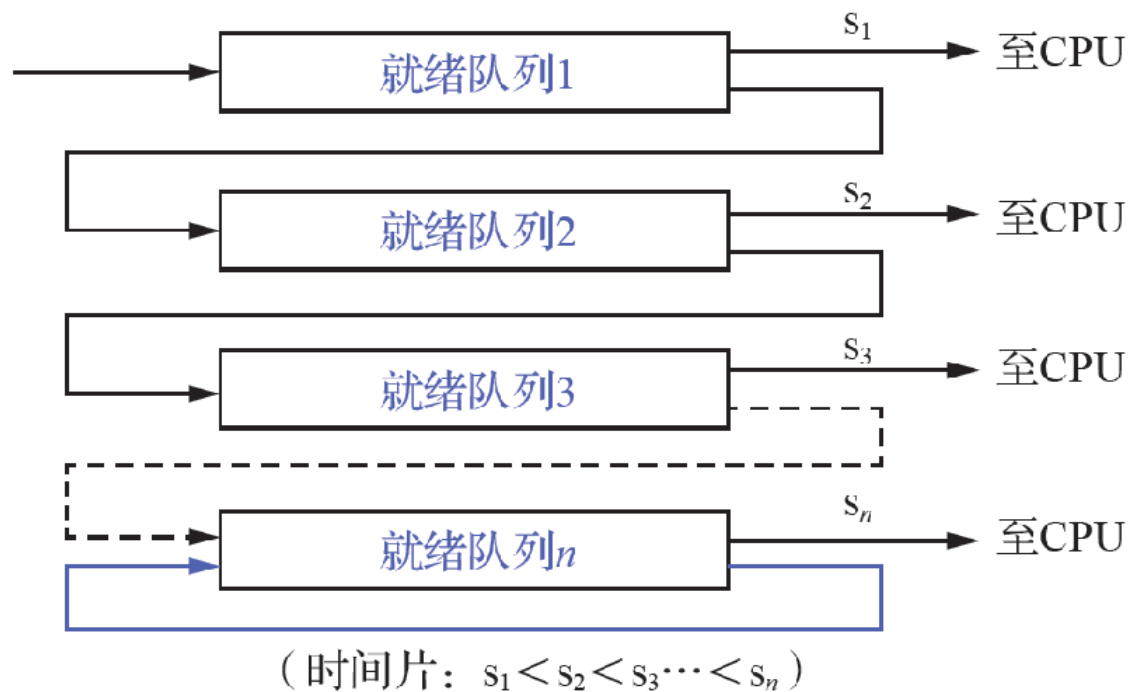 s₁
就绪队列1
至CPU
s₂
就绪队列2
至CPU
s₃
就绪队列3
至CPU
sₙ
就绪队列n
至CPU
(时间片：s₁<s₂<s₃…<sₙ)